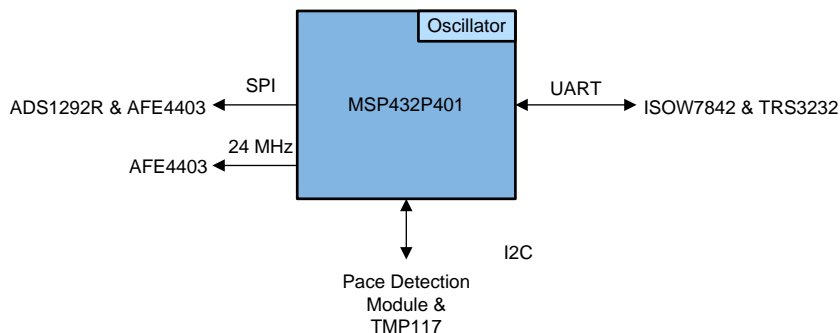 Oscillator
SPI
MSP432P401
UART
ADS1292R & AFE4403
ISOW7842 & TRS3232
24 MHz
AFE4403
I2C
Pace Detection
Module &
TMP117